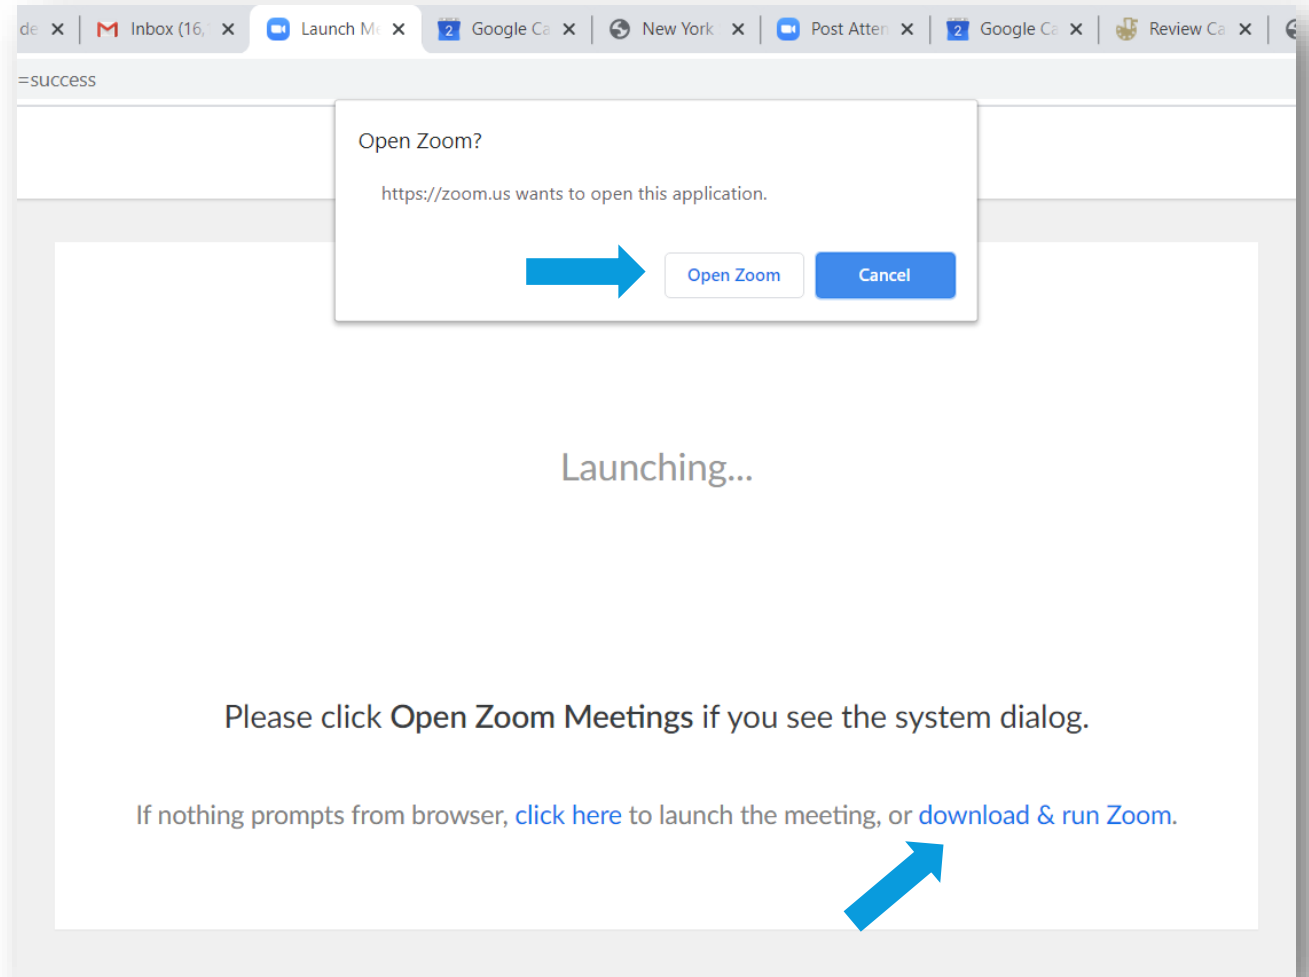 de Inbox (16, Launch Me Google Ca New York Post Atten Google Ca Review Ca
=success
Open Zoom?
https://zoom.us wants to open this application.
Open Zoom Cancel
Launching...
Please click Open Zoom Meetings if you see the system dialog.
If nothing prompts from browser, click here to launch the meeting, or download & run Zoom.